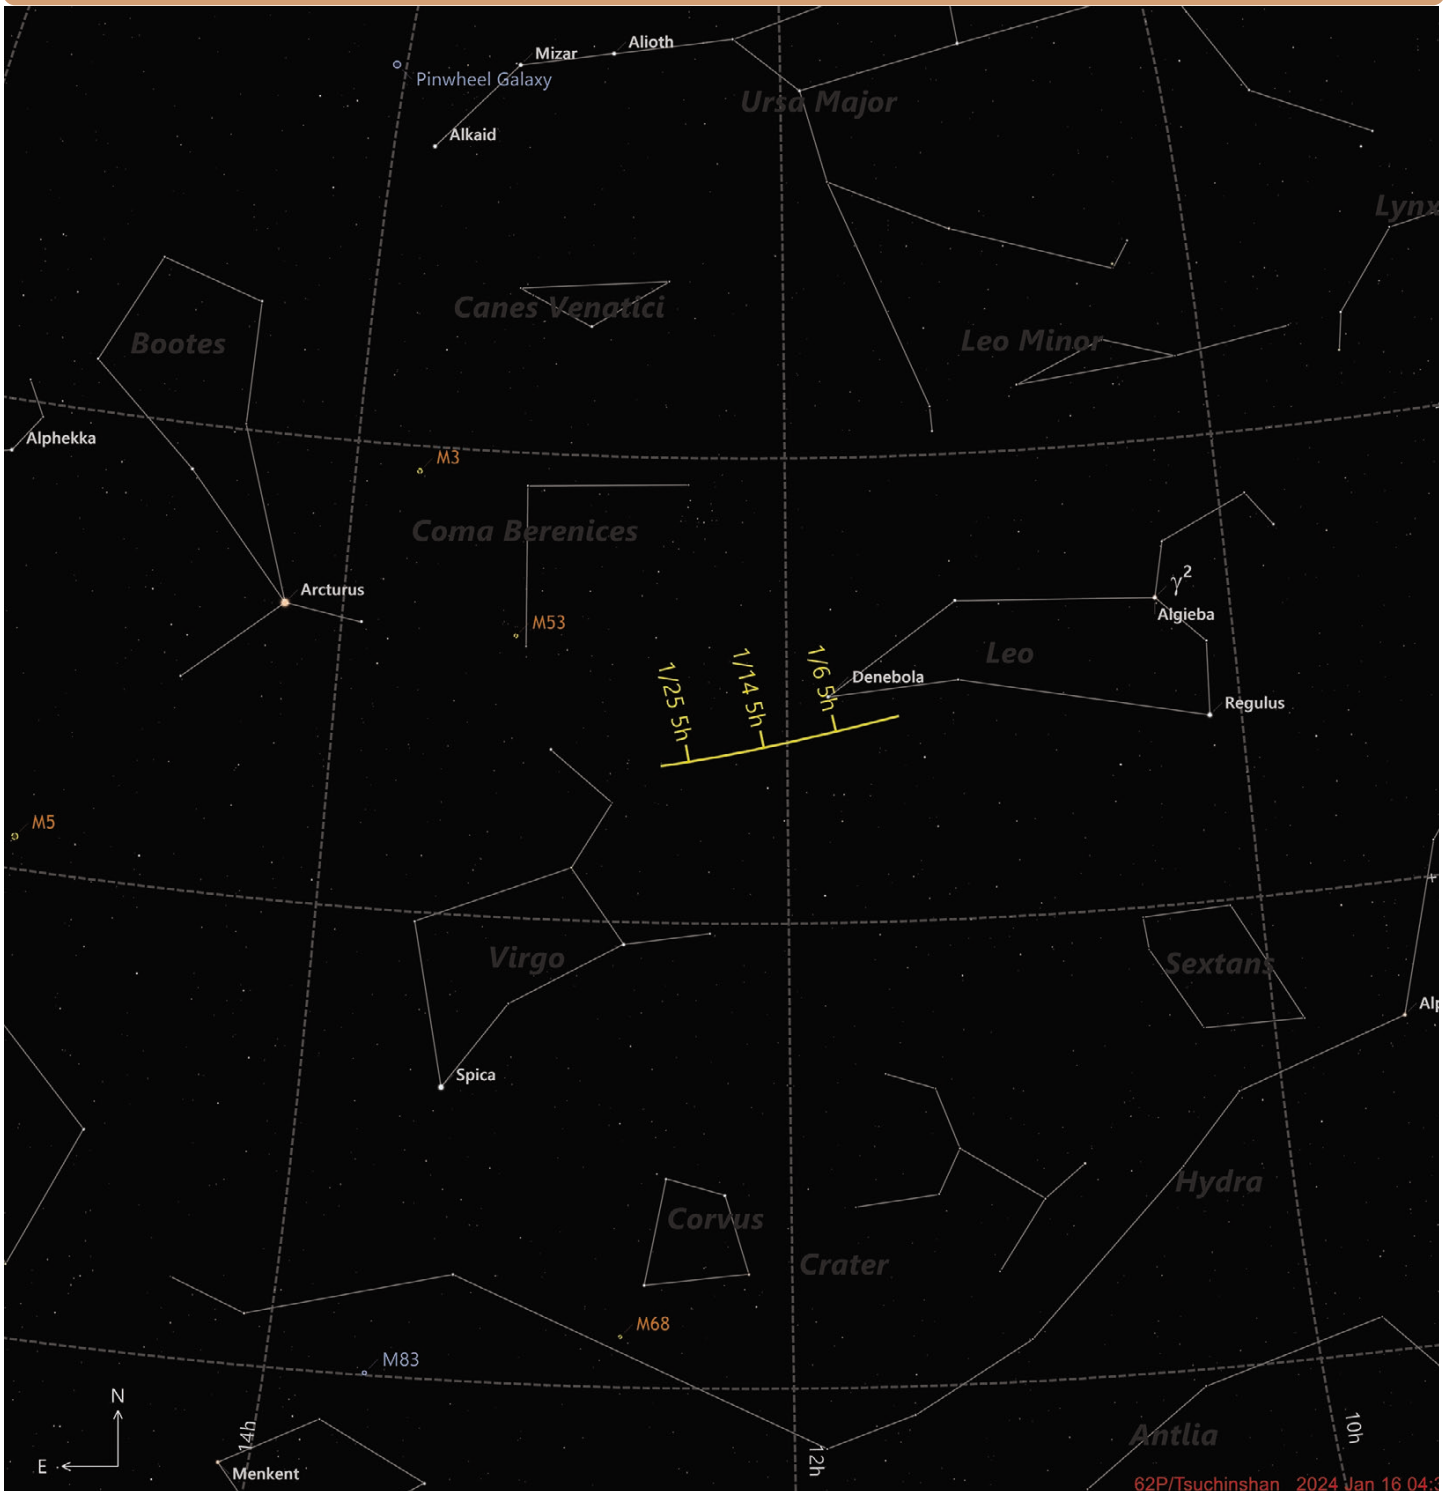 Mizar
Alioth
Pinwheel Galaxy
Ursa Major
Alkaid
Lynx
Canes Venatici
Bootes
Leo Minor
Alphekka
M3
Coma Berenices
γ²
Arcturus
Algieba
M53
Leo
1/25 5h
1/14 5h
1/6 5h
Denebola
Regulus
M5
Virgo
Sextans
Alp
Spica
Hydra
Corvus
Crater
M68
M83
N
14h
12h
10h
Antlia
E
Menkent
62P/Tsuchinshan 2024 Jan 16 04:3